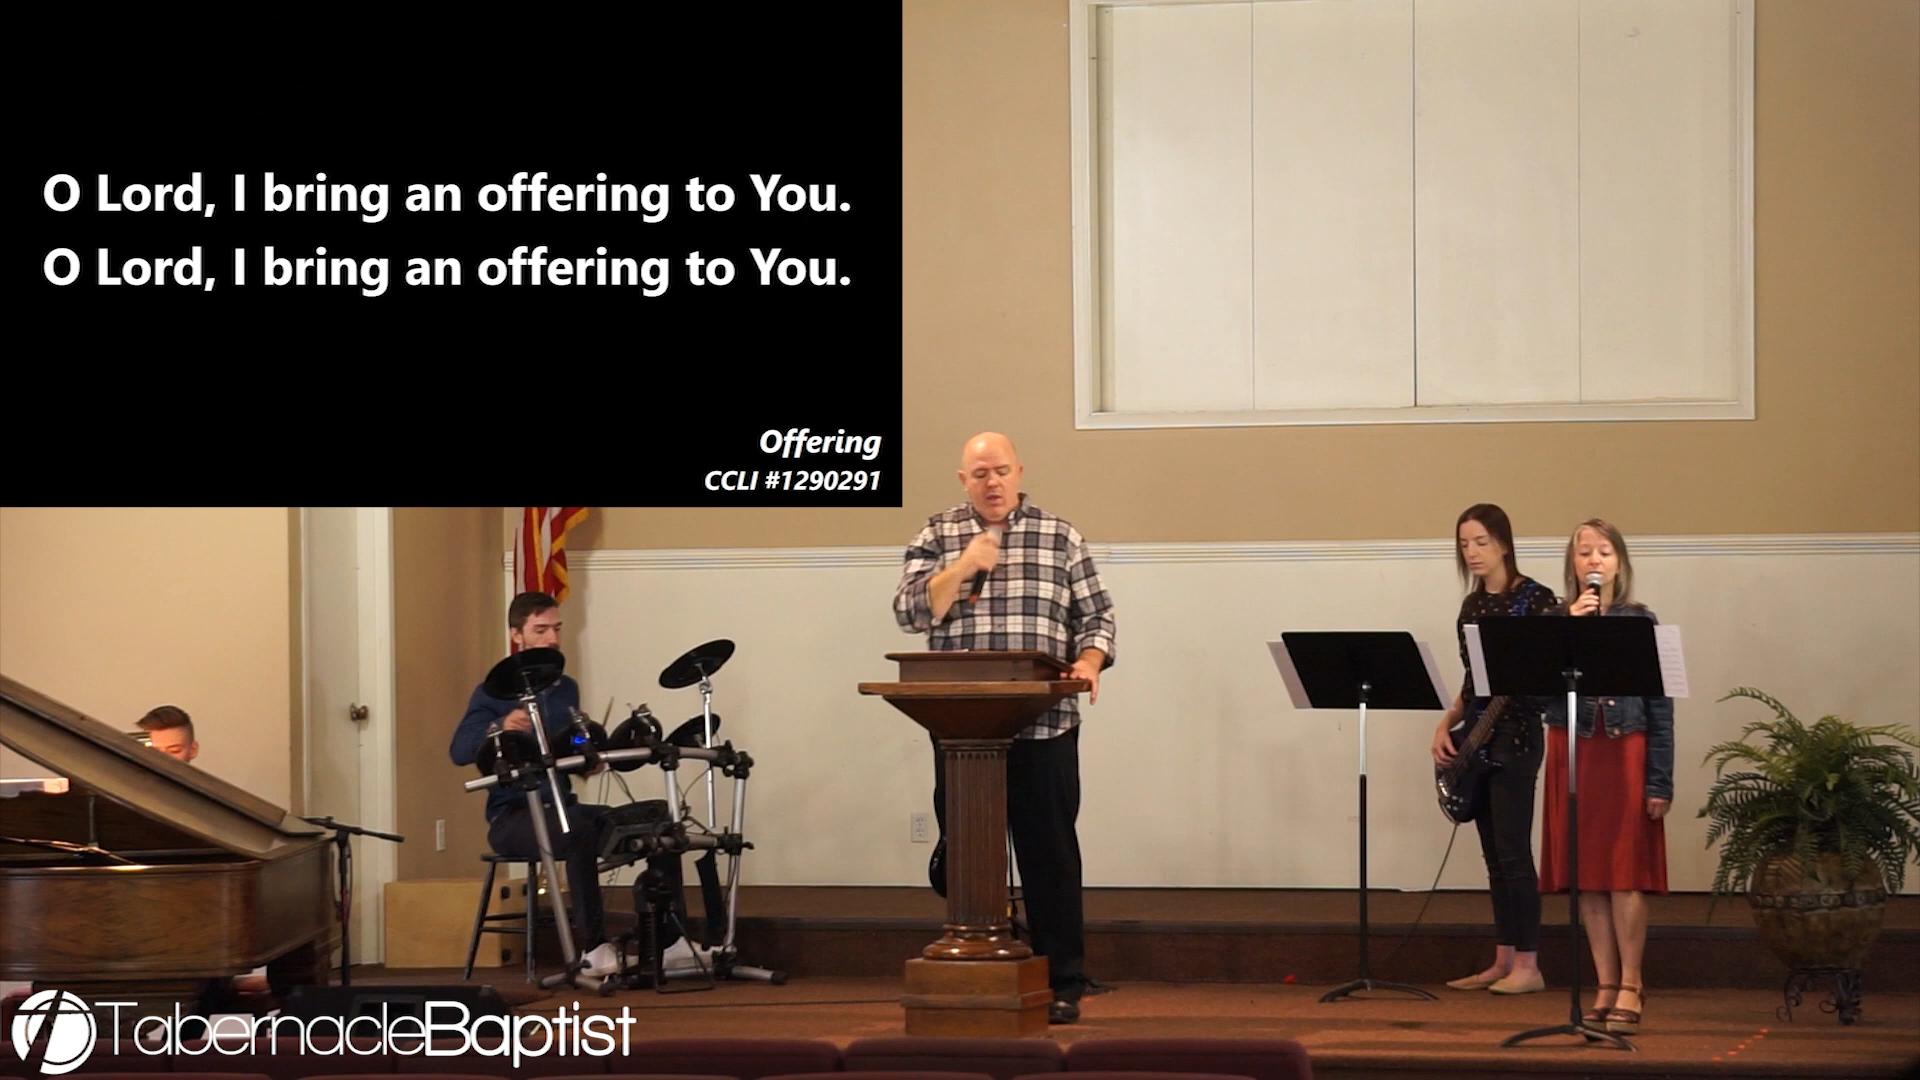 O Lord, I bring an offering to You.
O Lord, I bring an offering to You.
Offering
CCLI #1290291
TabernacleBaptist